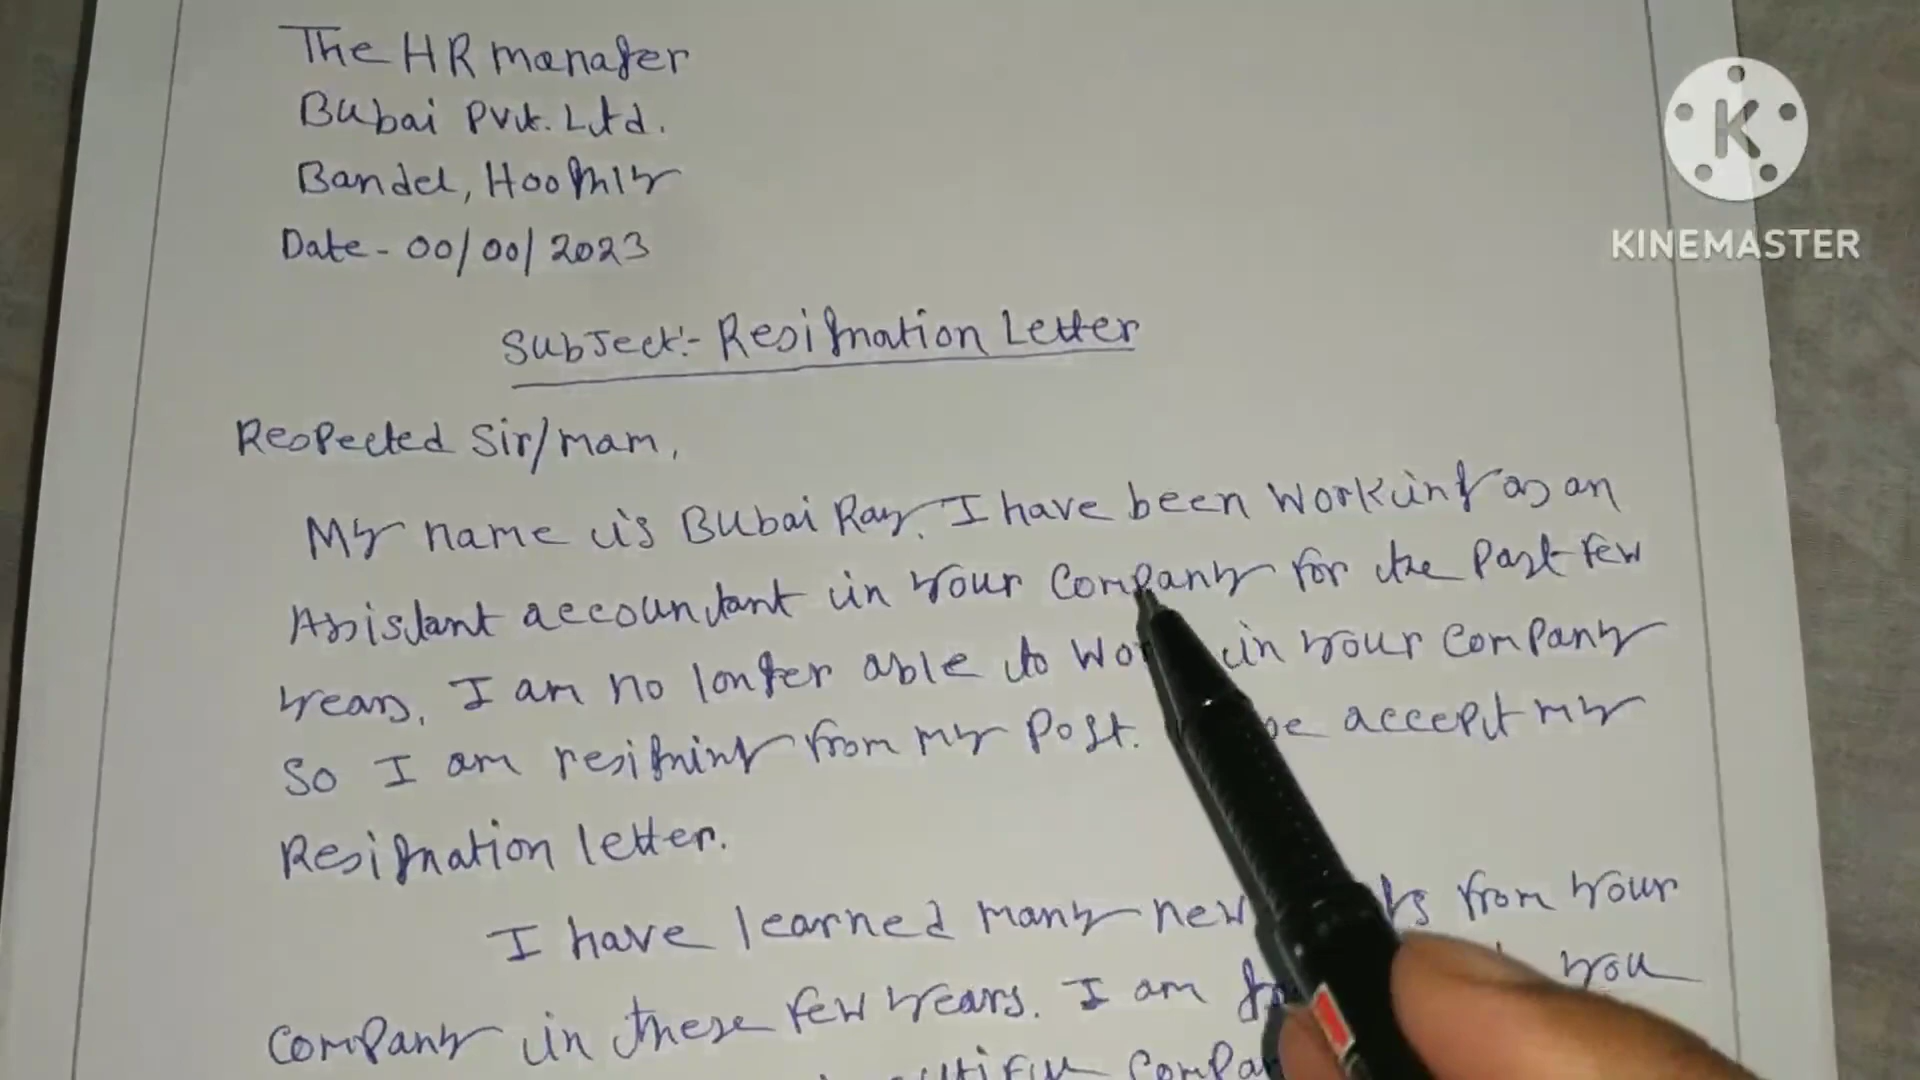 The HR manager
Bubai Pvt. Ltd.
Bandel, Hooghly
Date - 00/00/2023
Subject:- Resignation Letter
Respected Sir/mam,
My name is Bubai Ray. I have been working as an
Assistant accountant in your company for the past few
years. I am no longer able to in your company
So I am resigning from my post. accept my
Resignation letter.
I have learned many new from your
company in these few years. I am you
KINEMASTER